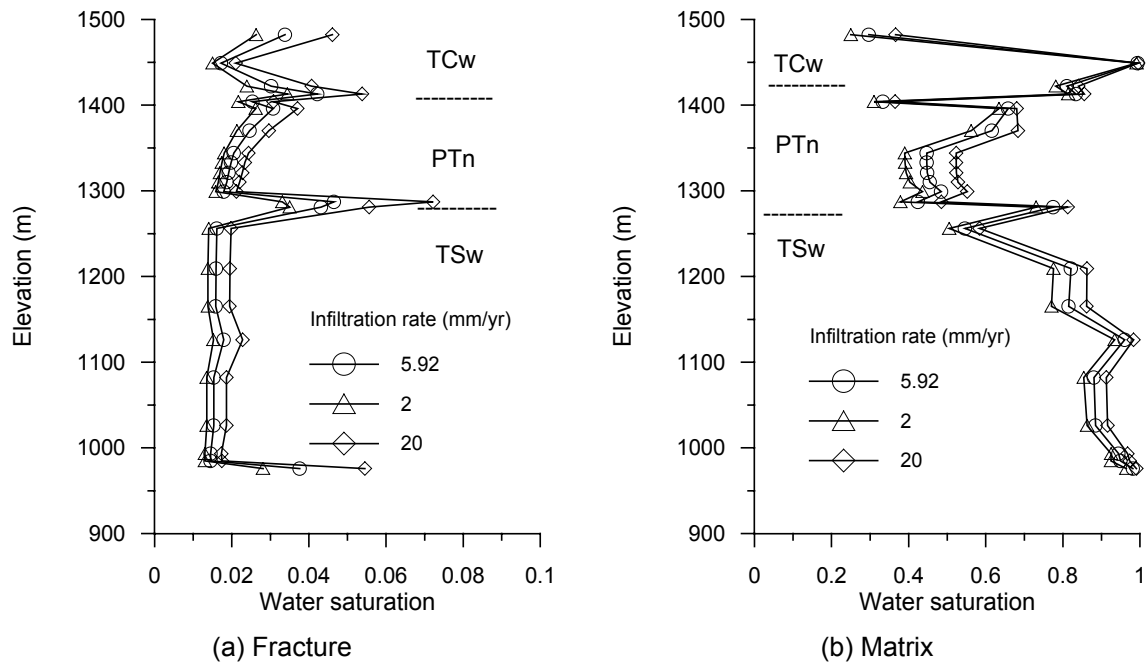 1500
1400
1300
1200
1100
1000
900
Elevation (m)
TCw
PTn
TSw
Infiltration rate (mm/yr)
5.92
2
20
0 0.02 0.04 0.06 0.08 0.1
Water saturation
(a) Fracture
1500
1400
1300
1200
1100
1000
900
Elevation (m)
TCw
PTn
TSw
Infiltration rate (mm/yr)
5.92
2
20
0 0.2 0.4 0.6 0.8 1
Water saturation
(b) Matrix